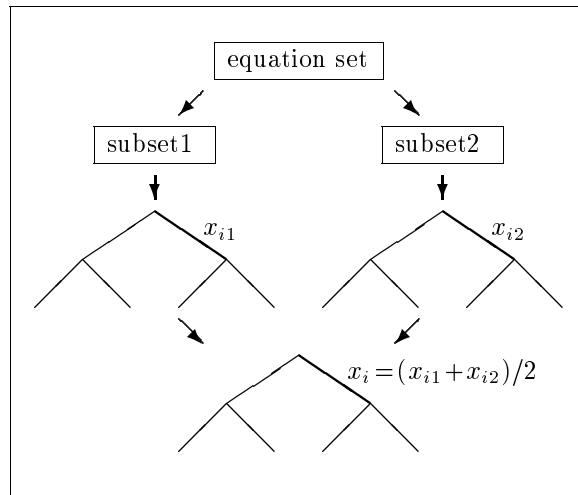 equation set
subset1
subset2
x_{i1}
x_{i2}
x_i=(x_{i1}+x_{i2})/2